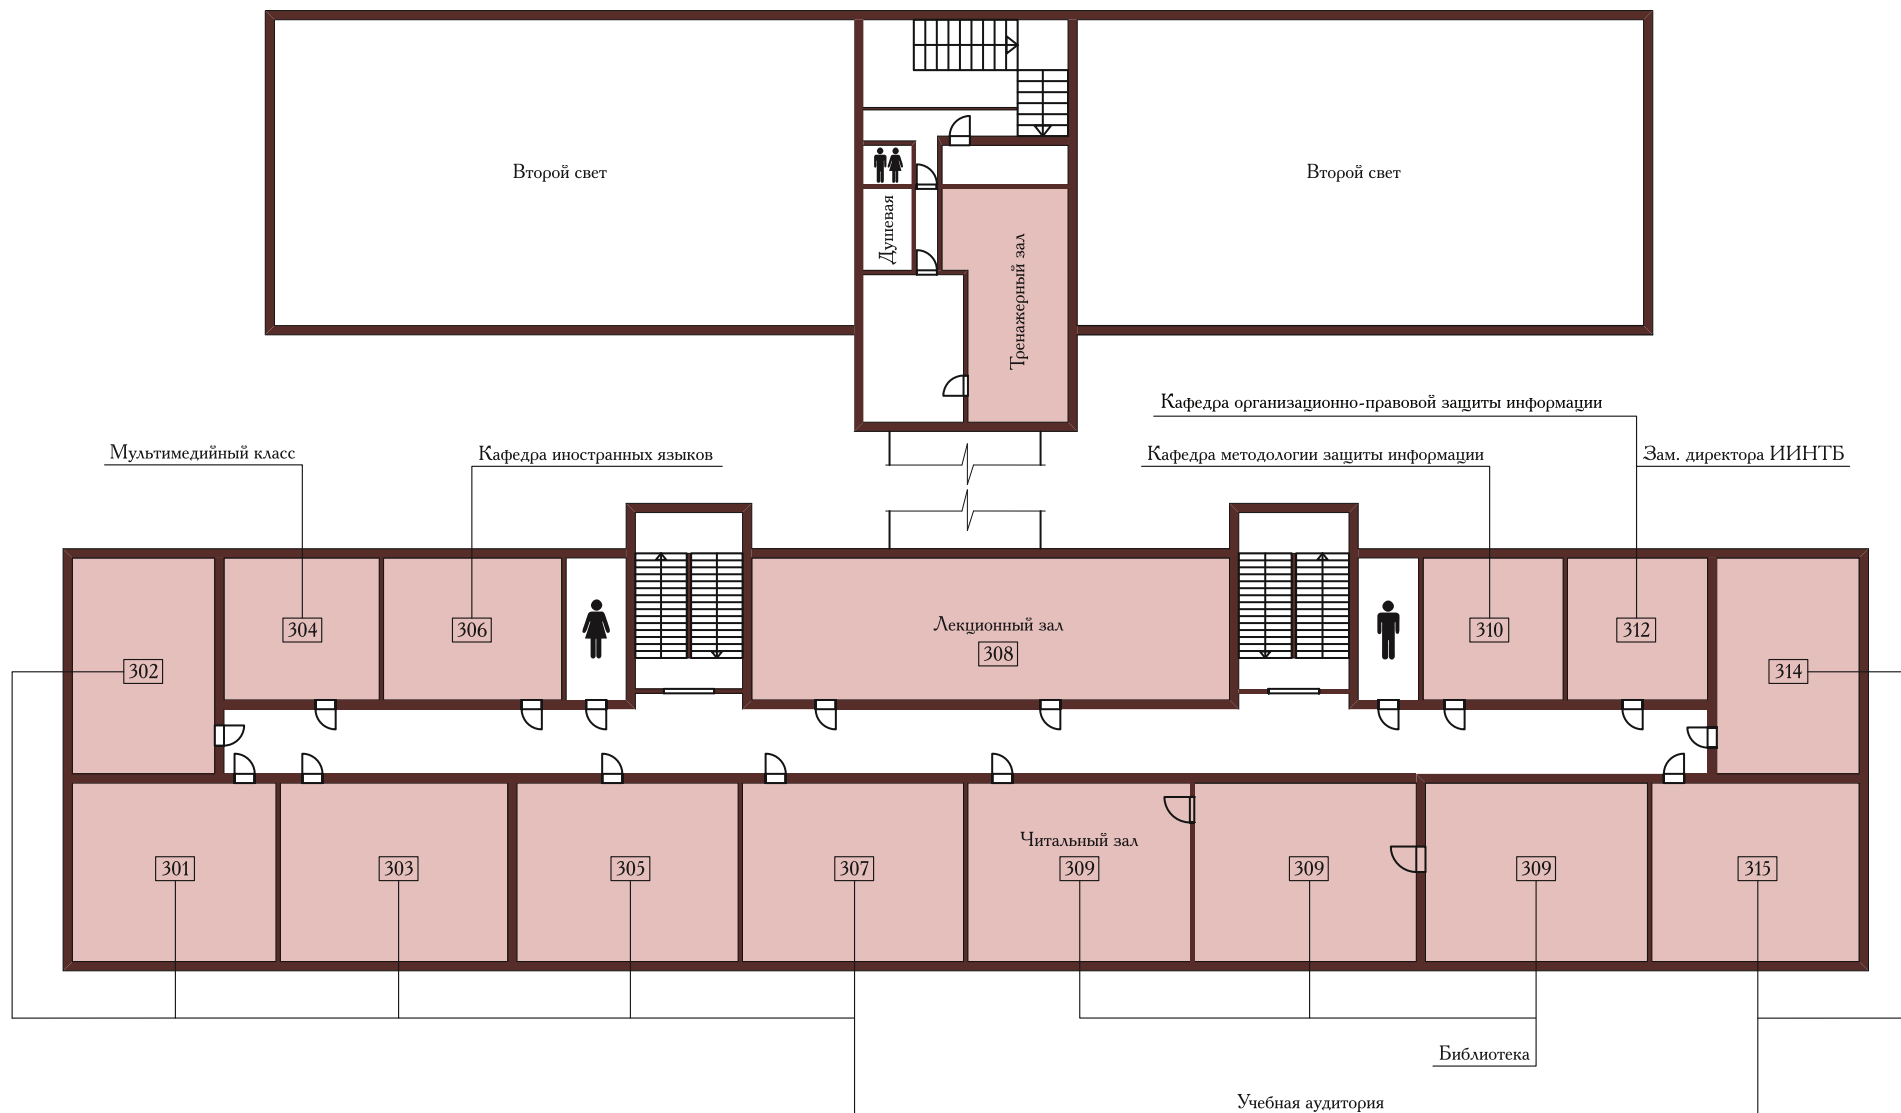 Второй свет
Второй свет
Душевая
Тренажерный зал
Кафедра организационно-правовой защиты информации
Мультимедийный класс
Кафедра иностранных языков
Кафедра методологии защиты информации
Зам. директора ИИНТБ
304
306
Лекционный зал
308
310
312
302
314
Читальный зал
301
303
305
307
309
309
309
315
Библиотека
Учебная аудитория